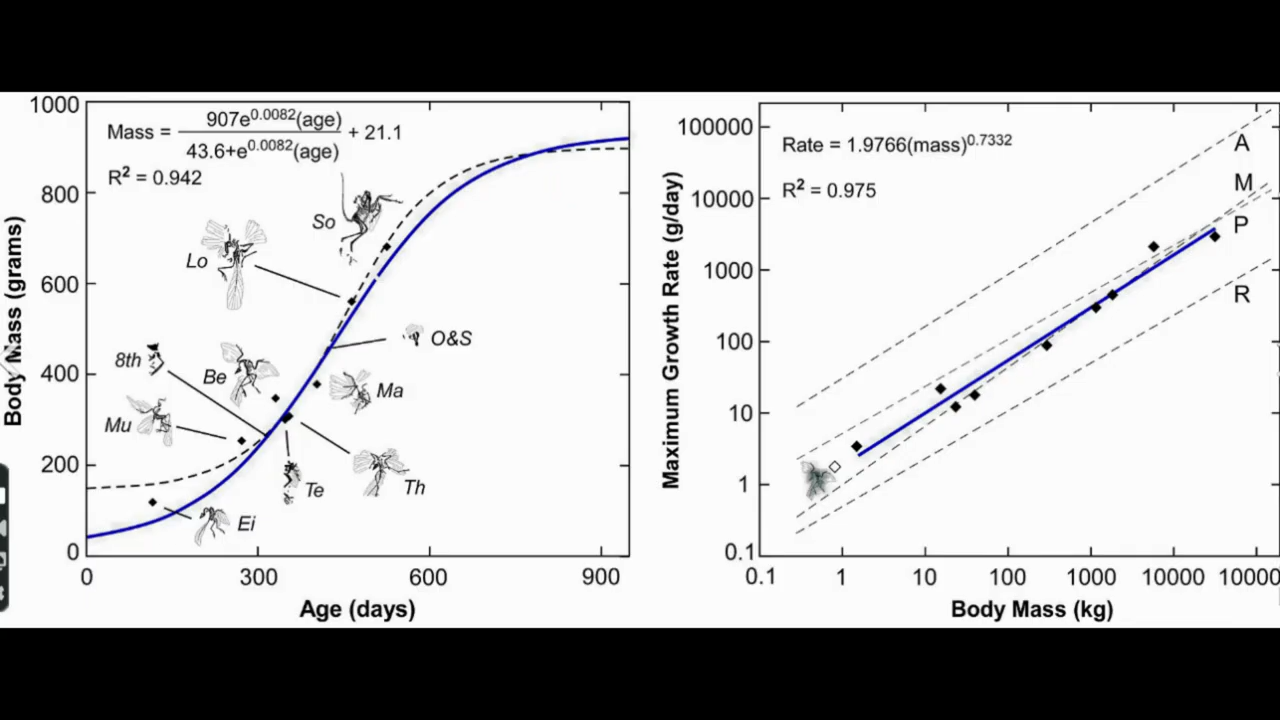 1000
800
600
400
200
0
Body Mass (grams)
Mass = 907e^0.0082(age) / 43.6+e^0.0082(age) + 21.1
R² = 0.942
So
Lo
O&S
8th
Be
Ma
Mu
Te
Th
Ei
0 300 600 900
Age (days)
100000
10000
1000
100
10
1
0.1
Maximum Growth Rate (g/day)
Rate = 1.9766(mass)^0.7332
R² = 0.975
A
M
P
R
0.1 1 10 100 1000 10000 10000
Body Mass (kg)